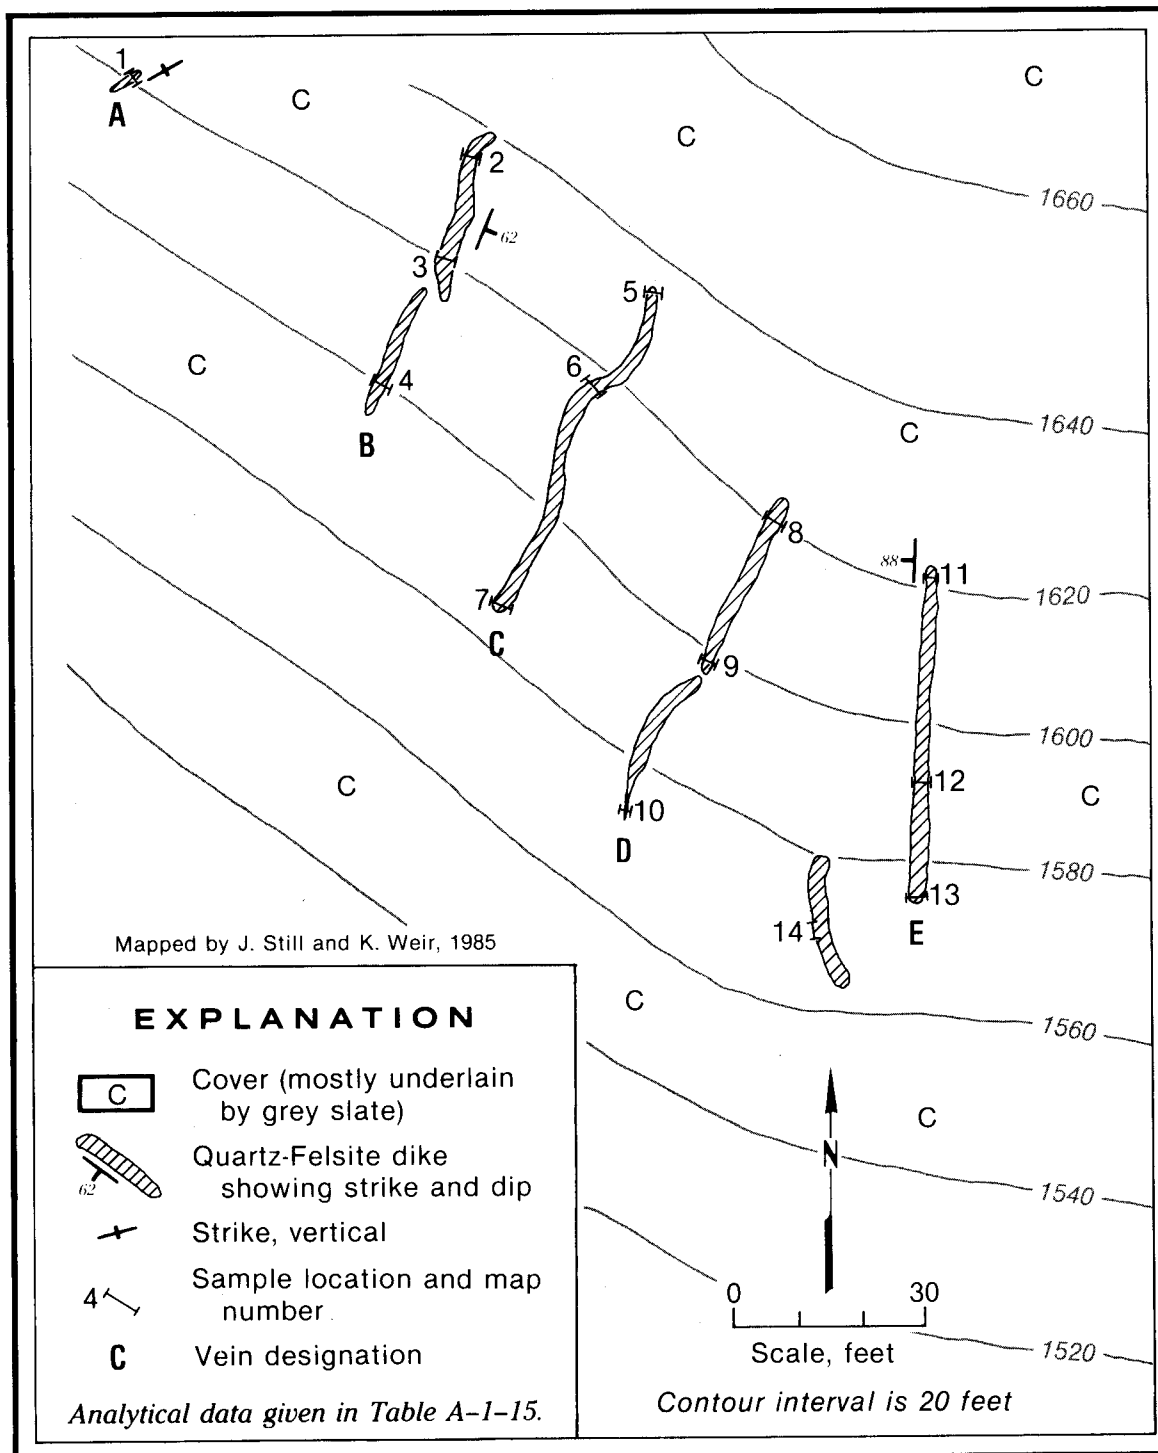 1
A
C
C
C
2
1660
62
3
5
C
6
4
1640
C
B
8
88
11
7
1620
C
9
1600
12
C
C
10
D
1580
13
14
E
Mapped by J. Still and K. Weir, 1985
C
1560
EXPLANATION
C
Cover (mostly underlain
by grey slate)
C
Quartz-Felsite dike
showing strike and dip
62
N
1540
Strike, vertical
4
Sample location and map
number
0
30
C
Vein designation
Scale, feet
1520
Analytical data given in Table A-1-15.
Contour interval is 20 feet